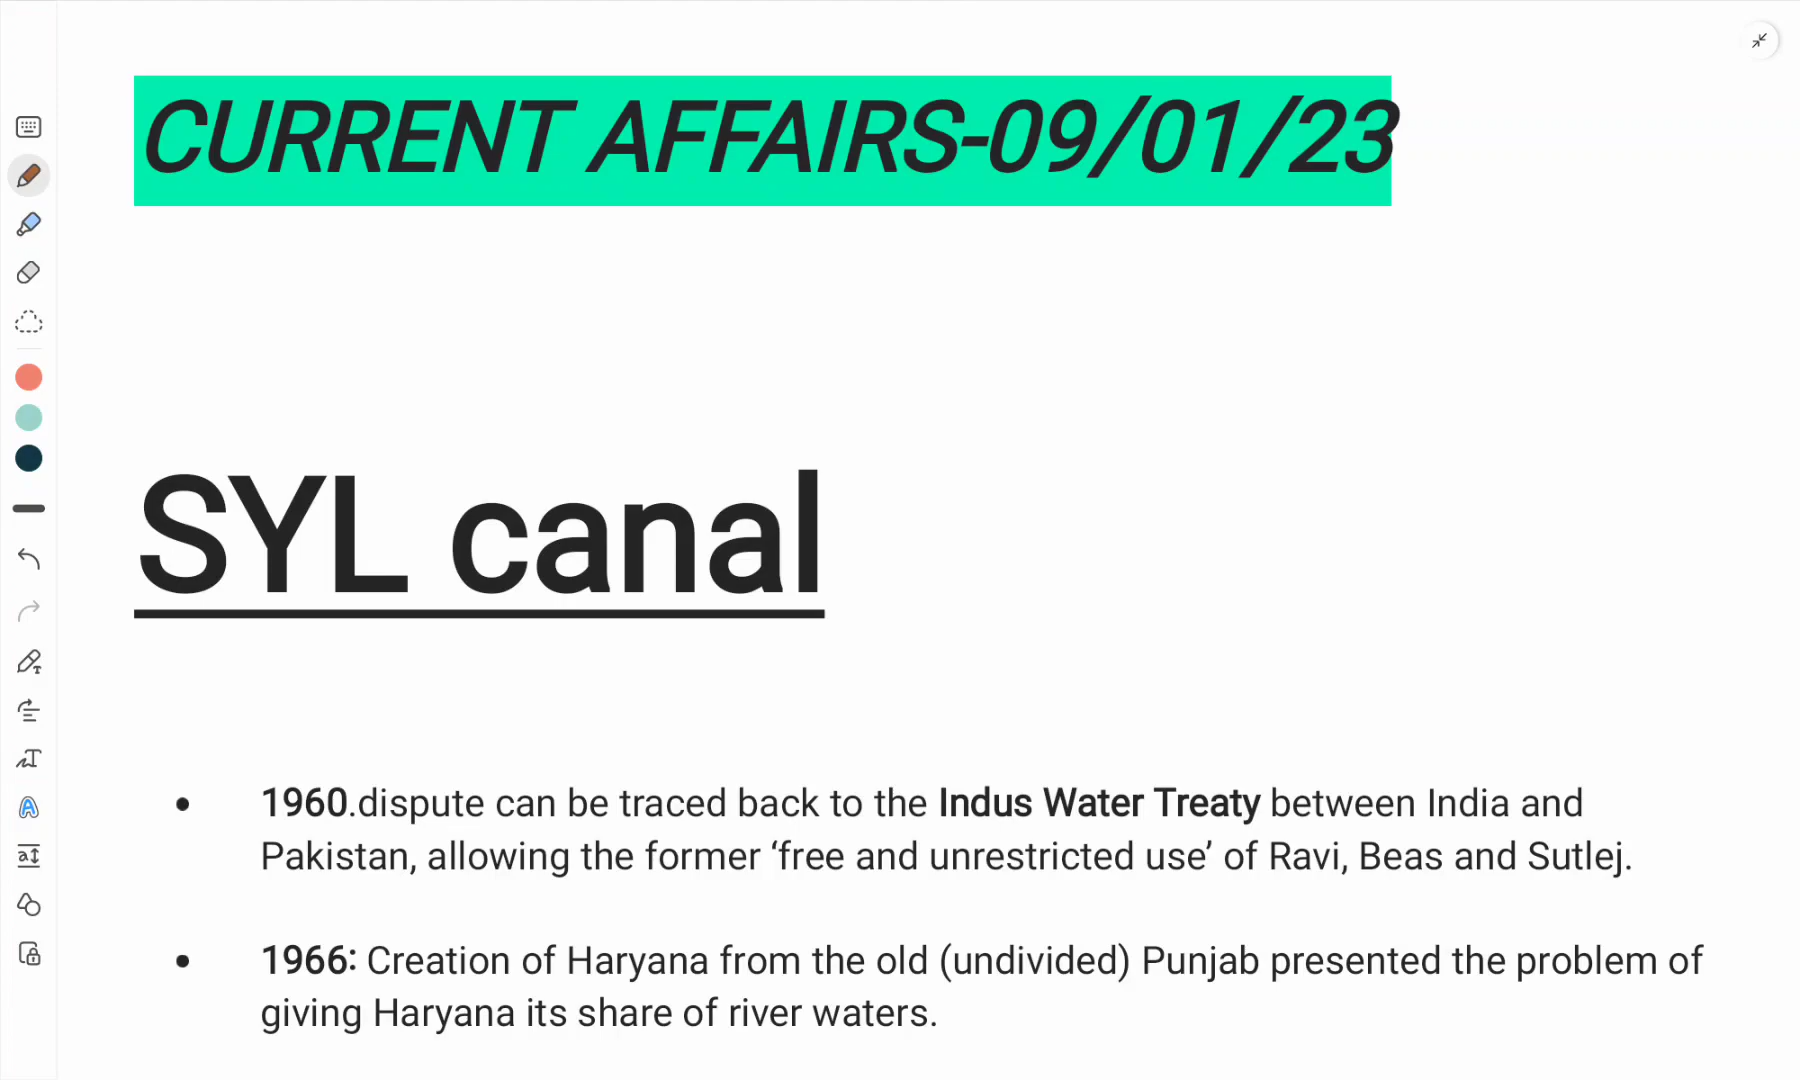 CURRENT AFFAIRS-09/01/23
SYL canal
• 1960.dispute can be traced back to the Indus Water Treaty between India and
Pakistan, allowing the former ‘free and unrestricted use’ of Ravi, Beas and Sutlej.
• 1966: Creation of Haryana from the old (undivided) Punjab presented the problem of
giving Haryana its share of river waters.